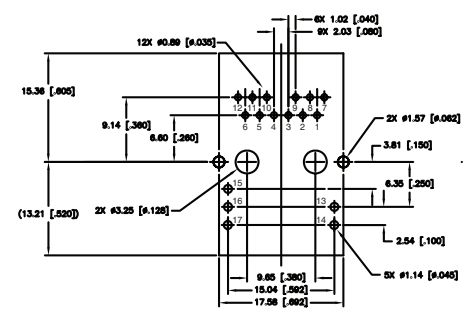 6X 1.02 [.040]
9X 2.03 [.080]
12X ø0.89 [ø.035]
15.36 [.605]
9.14 [.360]
6.60 [.260]
12 11 10 9 8 7
6 5 4 3 2 1
2X ø1.57 [ø.062]
3.81 [.150]
6.35 [.250]
(13.21 [.520])
2X ø3.25 [ø.128]
15
16 13
17 14
2.54 [.100]
9.65 [.380]
15.04 [.592]
17.58 [.692]
5X ø1.14 [ø.045]